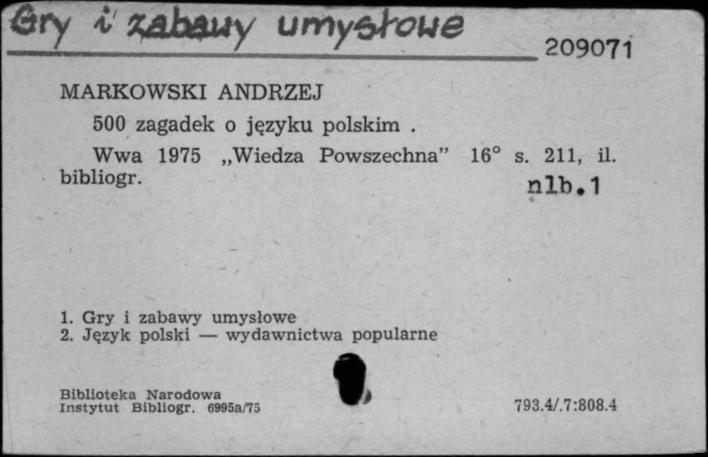 Gry i zabawy umysłowe
209071
MARKOWSKI ANDRZEJ
500 zagadek o języku polskim .
Wwa 1975 „Wiedza Powszechna” 16° s. 211, il.
bibliogr.
nlb.1
1. Gry i zabawy umysłowe
2. Język polski — wydawnictwa popularne
Biblioteka Narodowa
Instytut Bibliogr. 6995a/75
793.4/.7:808.4